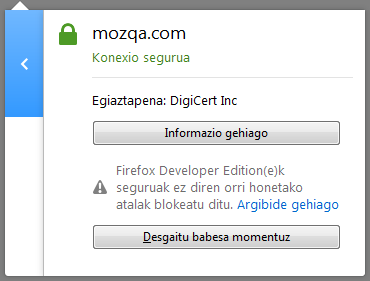 mozqa.com
Konexio segurua
Egiaztapena: DigiCert Inc
Informazio gehiago
Firefox Developer Edition(e)k
seguruak ez diren orri honetako
atalak blokeatu ditu. Argibide gehiago
Desgaitu babesa momentuz